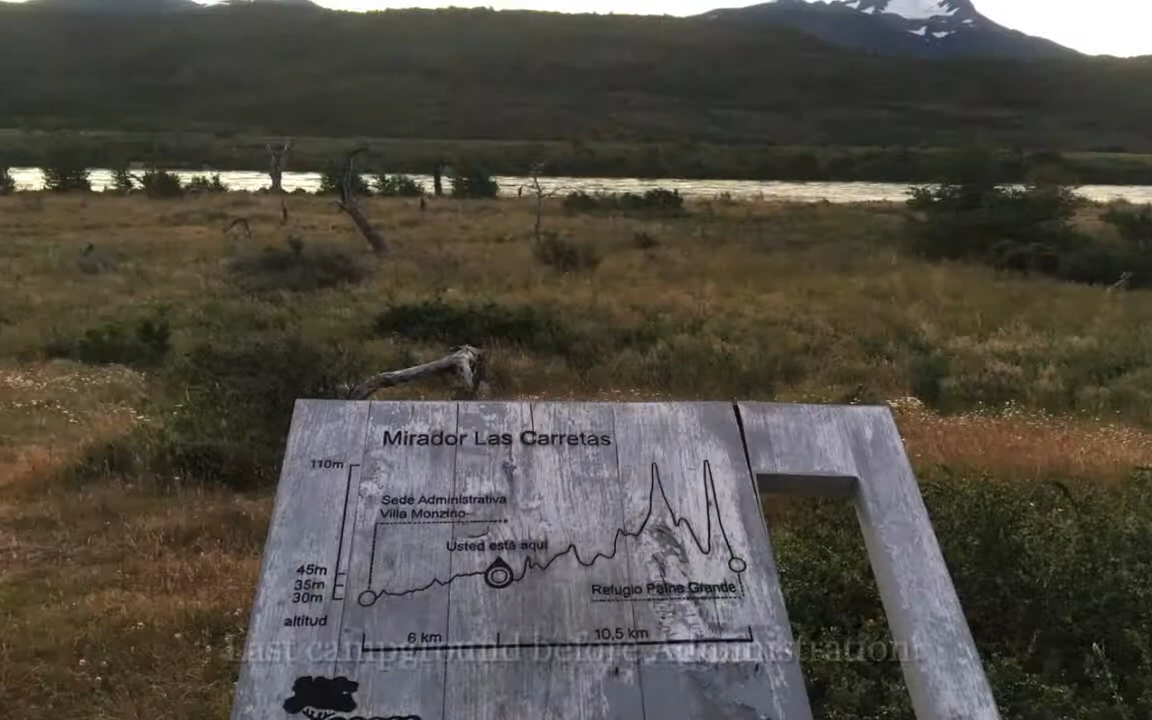 Mirador Las Carretas
110m
Sede Administrativa
Villa Monzino
Usted está aquí
45m
35m
30m
Refugio Paine Grande
altitud
6 km
10,5 km
Last campground before Administration